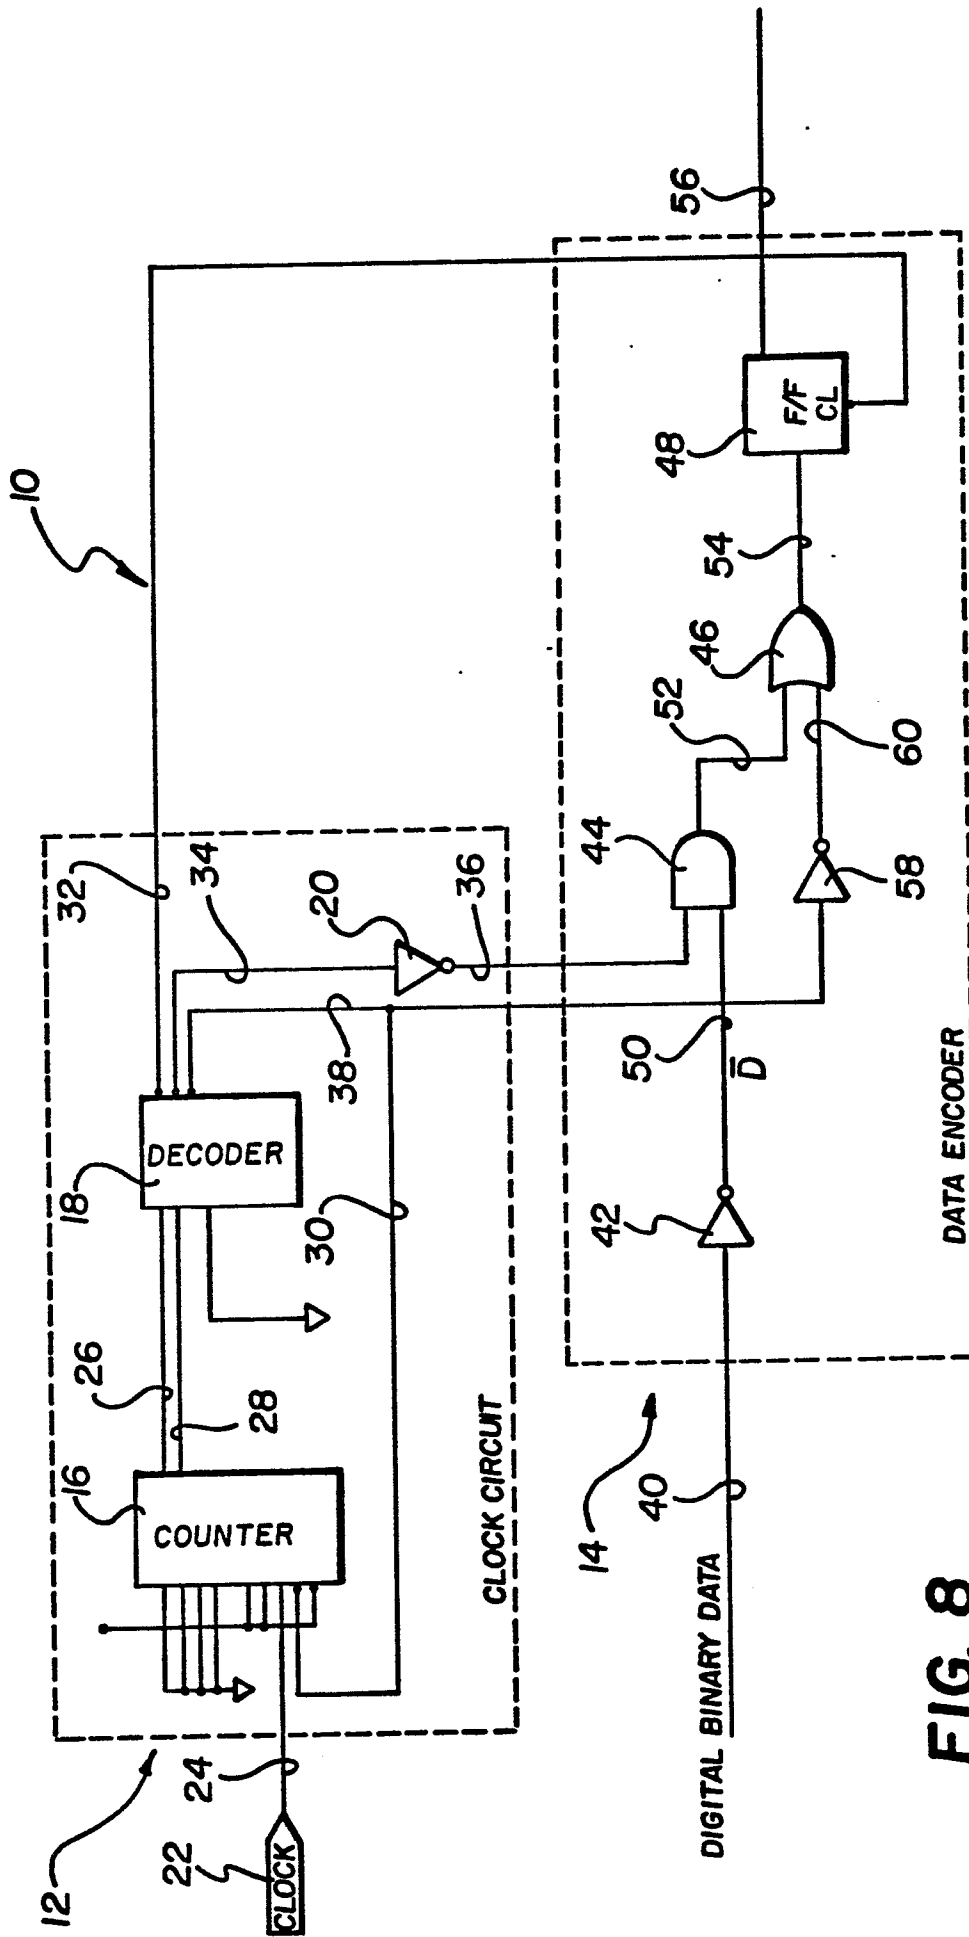 10
12
CLOCK
22
24
16
COUNTER
26
28
18
DECODER
30
32
34
38
20
36
CLOCK CIRCUIT
14
DIGITAL BINARY DATA
40
42
50
D̅
44
52
58
60
46
54
48
F/F
CL
56
DATA ENCODER
FIG. 8